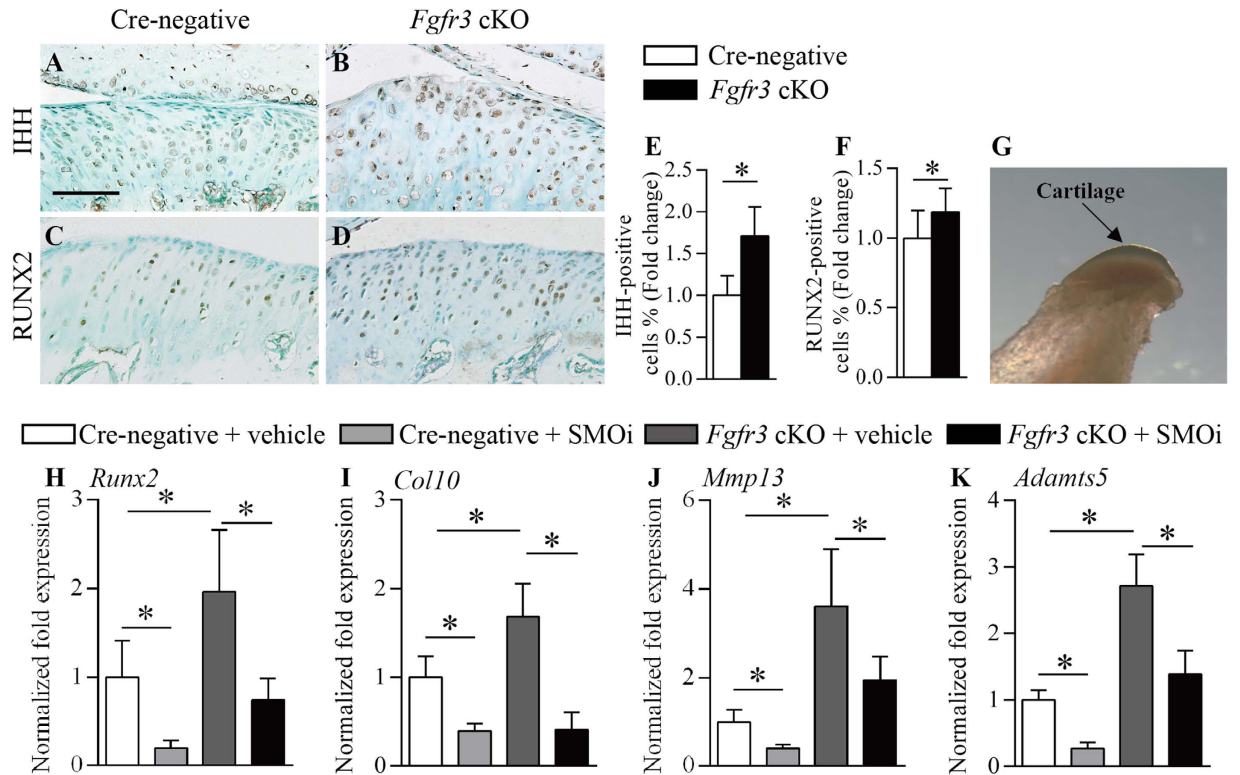 Cre-negative
Fgfr3 cKO
A
B
IHH
C
D
RUNX2
Cre-negative
Fgfr3 cKO
E
IHH-positive
cells % (Fold change)
2.5
2.0
1.5
1.0
0.5
0.0
*
F
RUNX2-positive
cells % (Fold change)
1.5
1.0
0.5
0.0
*
G
Cartilage
Cre-negative + vehicle
Cre-negative + SMOi
Fgfr3 cKO + vehicle
Fgfr3 cKO + SMOi
H Runx2
Normalized fold expression
3
2
1
0
*
*
*
I Col10
Normalized fold expression
3
2
1
0
*
*
*
J Mmp13
Normalized fold expression
6
4
2
0
*
*
*
K Adamts5
Normalized fold expression
4
3
2
1
0
*
*
*